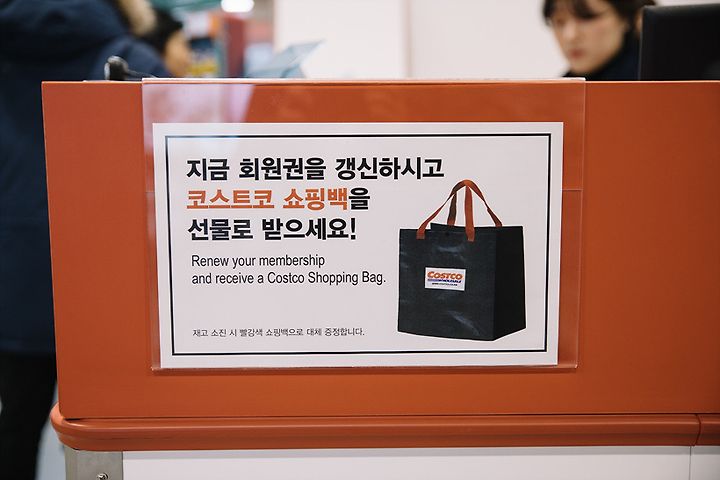 지금 회원권을 갱신하시고
코스트코 쇼핑백을
선물로 받으세요!
Renew your membership
and receive a Costco Shopping Bag.
COSTCO
WHOLESALE
재고 소진 시 빨강색 쇼핑백으로 대체 증정합니다.